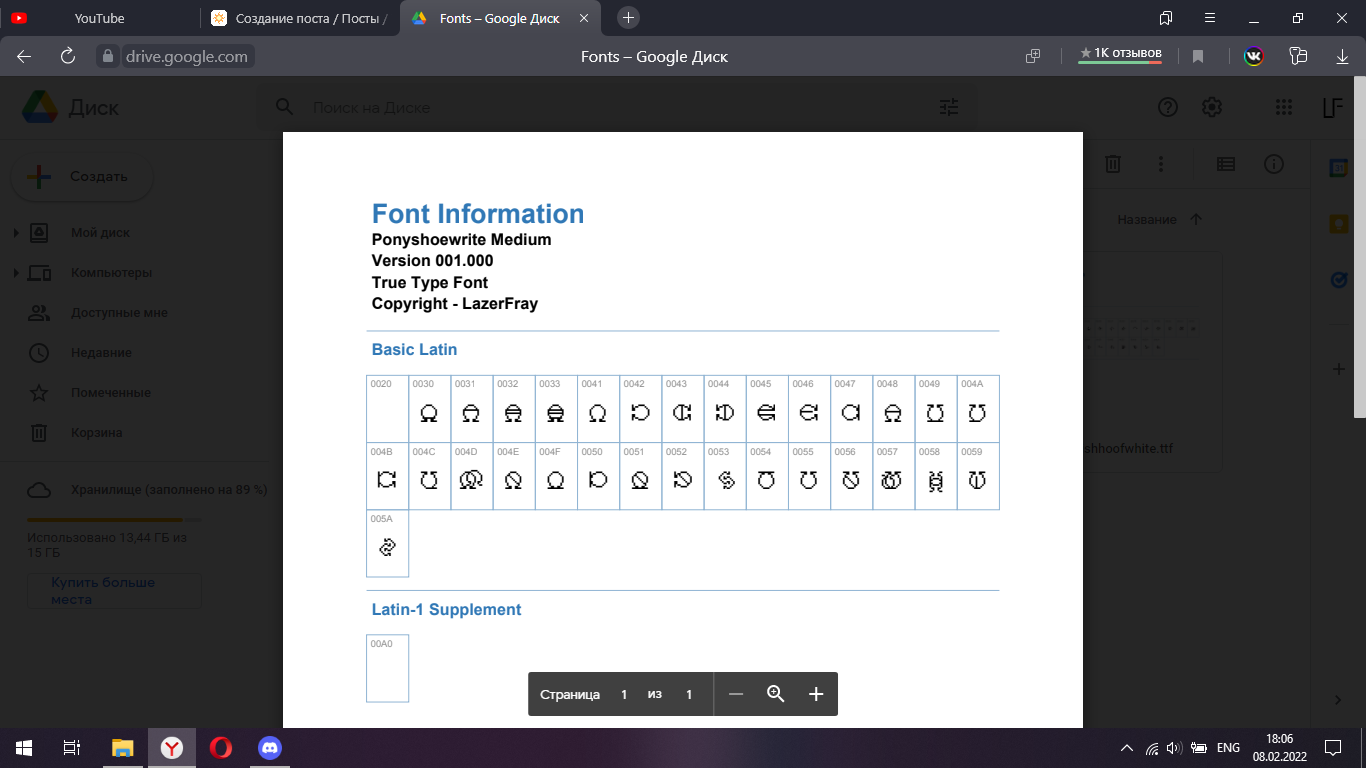 YouTube
Создание поста / Посты /
Fonts – Google Диск
drive.google.com
Fonts – Google Диск
1К отзывов
Диск
Поиск на Диске
Создать
Мой диск
Компьютеры
Доступные мне
Недавние
Помеченные
Корзина
Хранилище (заполнено на 89 %)
Использовано 13,44 ГБ из
15 ГБ
Купить больше
места
Название
shhoofwhite.ttf
Font Information
Ponyshoewrite Medium
Version 001.000
True Type Font
Copyright - LazerFray
Basic Latin
0020 0030 0031 0032 0033 0041 0042 0043 0044 0045 0046 0047 0048 0049 004A
004B 004C 004D 004E 004F 0050 0051 0052 0053 0054 0055 0056 0057 0058 0059
005A
Latin-1 Supplement
00A0
Страница 1 из 1
ENG
18:06
08.02.2022